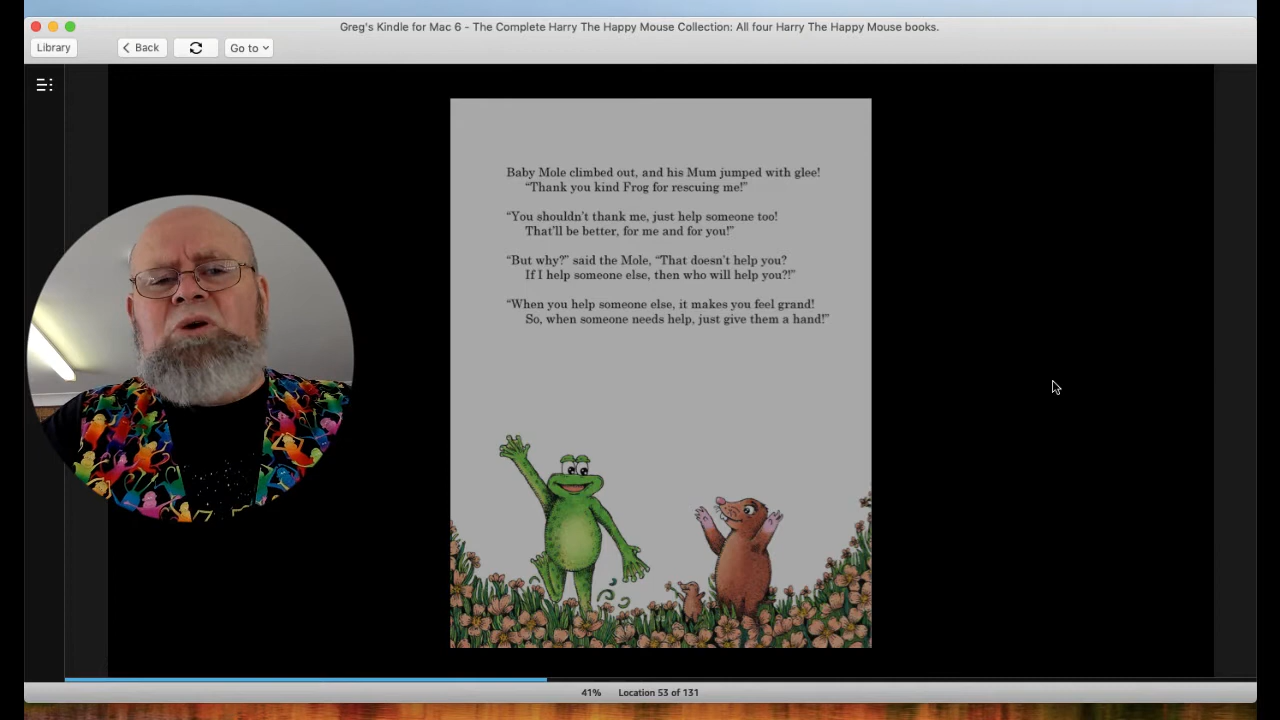 Greg's Kindle for Mac 6 - The Complete Harry The Happy Mouse Collection: All four Harry The Happy Mouse books.
Library
Back
Go to
Baby Mole climbed out, and his Mum jumped with glee!
“Thank you kind Frog for rescuing me!”
“You shouldn't thank me, just help someone too!
That'll be better, for me and for you!”
“But why?” said the Mole, “That doesn't help you?
If I help someone else, then who will help you?!”
“When you help someone else, it makes you feel grand!
So, when someone needs help, just give them a hand!”
41% Location 53 of 131